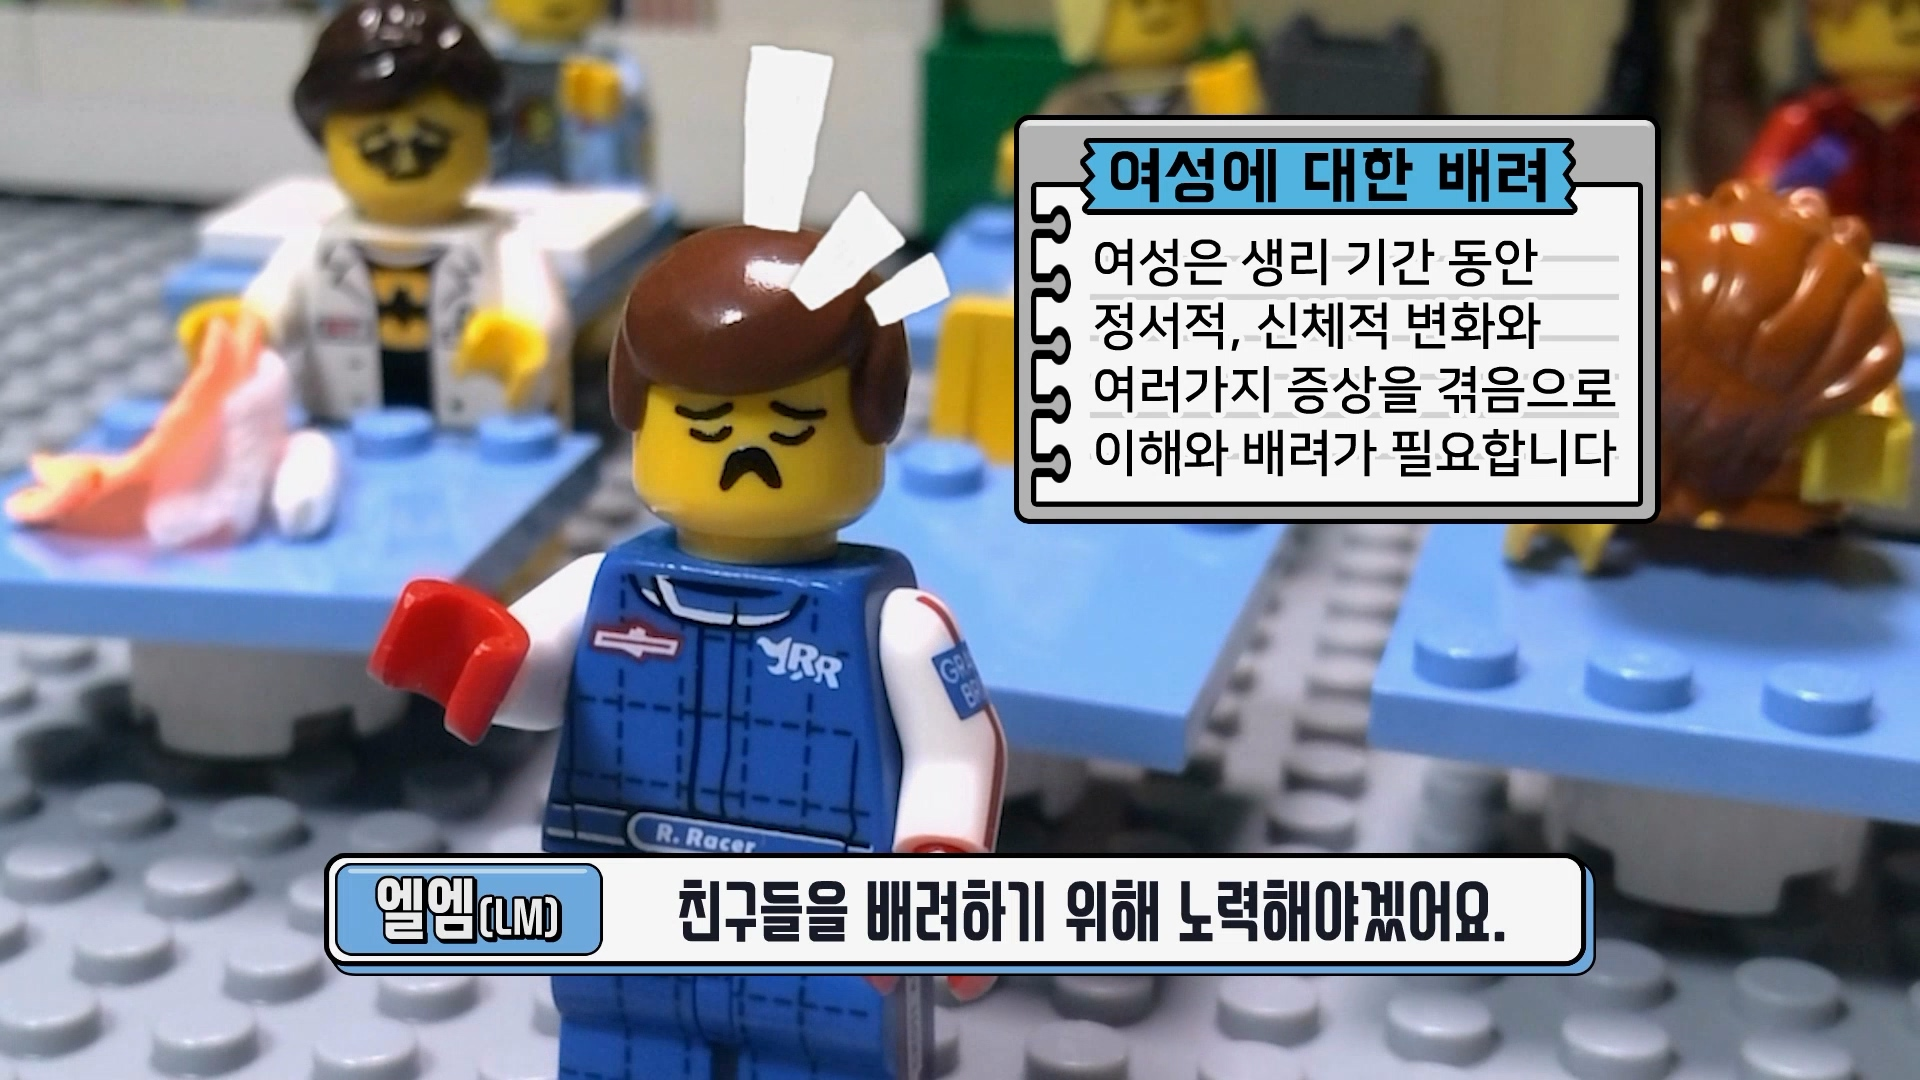 여성에 대한 배려
여성은 생리 기간 동안
정서적, 신체적 변화와
여러가지 증상을 겪음으로
이해와 배려가 필요합니다
RR
R. Racer
엘엠(LM) 친구들을 배려하기 위해 노력해야겠어요.